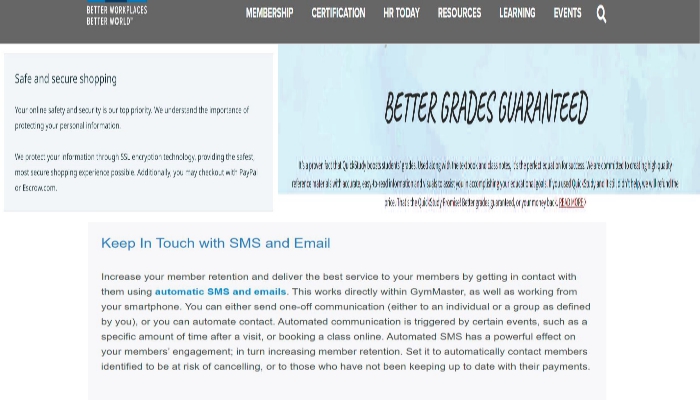 BETTER WORKPLACES
BETTER WORLD™
MEMBERSHIP CERTIFICATION HR TODAY RESOURCES LEARNING EVENTS
Safe and secure shopping
Your online safety and security is our top priority. We understand the importance of
protecting your personal information.
We protect your information through SSL encryption technology, providing the safest,
most secure shopping experience possible. Additionally, you may checkout with PayPal
or Escrow.com.
BETTER GRADES GUARANTEED
It's a proven fact that QuickStudy boosts students' grades. Used along with the textbook and class notes, it's the perfect equation for success. We are committed to creating high quality
reference materials with accurate, easy-to-read information and visuals to assist you in accomplishing your educational goals. If you used QuickStudy, and it still didn't help, we will refund the
price. That's the QuickStudy Promise! Better grades guaranteed, or your money back. READ MORE >
Keep In Touch with SMS and Email
Increase your member retention and deliver the best service to your members by getting in contact with
them using automatic SMS and emails. This works directly within GymMaster, as well as working from
your smartphone. You can either send one-off communication (either to an individual or a group as defined
by you), or you can automate contact. Automated communication is triggered by certain events, such as a
specific amount of time after a visit, or booking a class online. Automated SMS has a powerful effect on
your members' engagement; in turn increasing member retention. Set it to automatically contact members
identified to be at risk of cancelling, or to those who have not been keeping up to date with their payments.